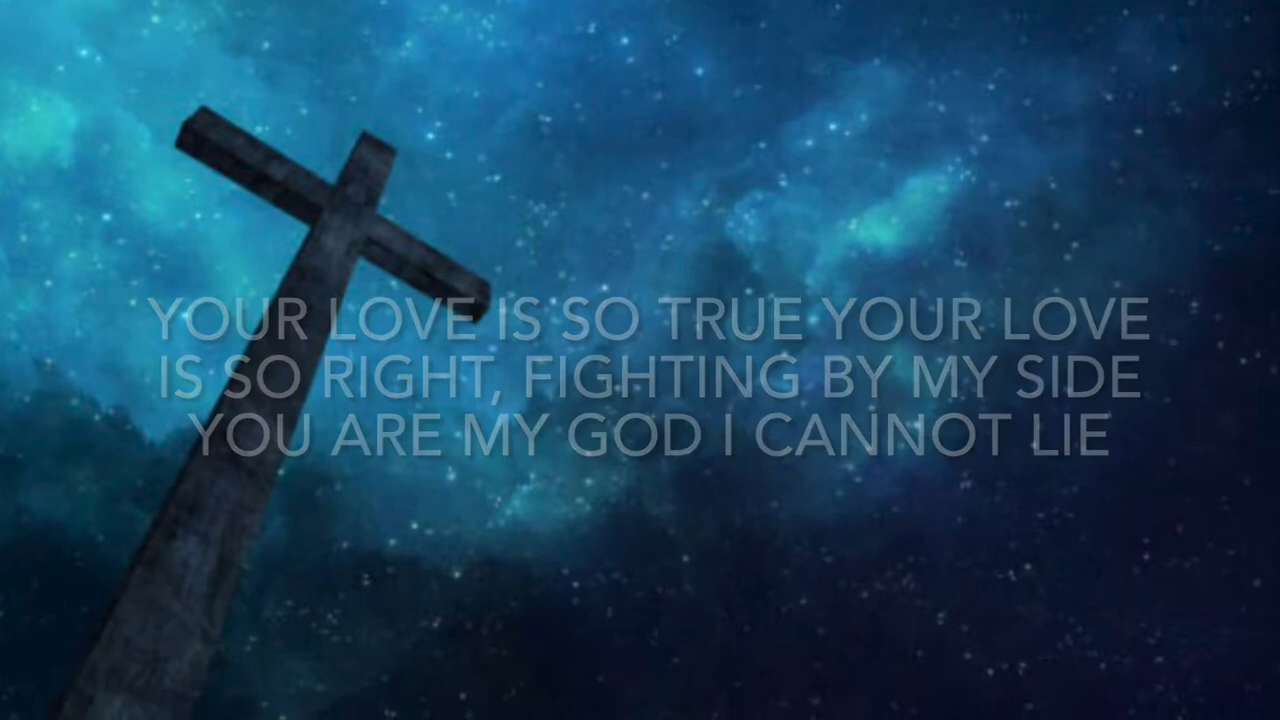 YOUR LOVE IS SO TRUE YOUR LOVE
IS SO RIGHT, FIGHTING BY MY SIDE
YOU ARE MY GOD I CANNOT LIE